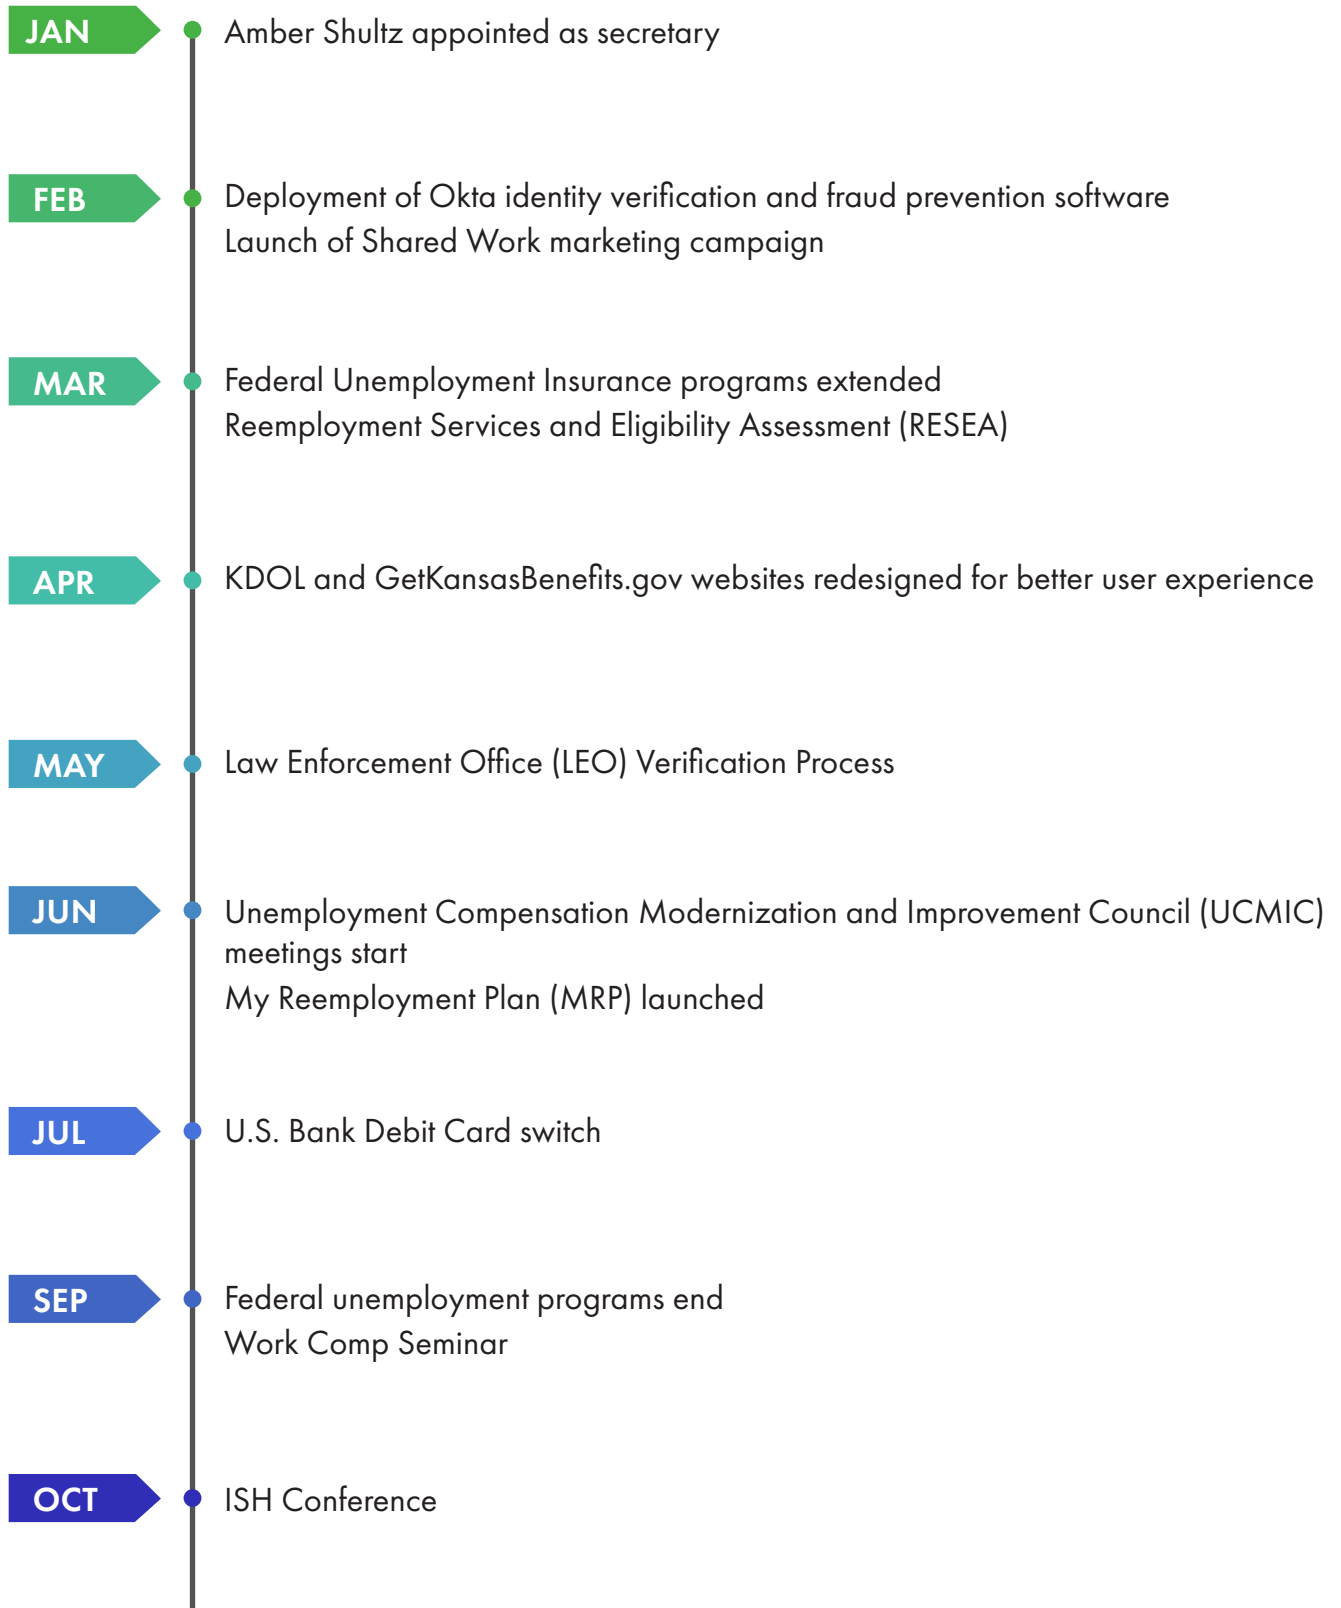 JAN
Amber Shultz appointed as secretary
FEB
Deployment of Okta identity verification and fraud prevention software
Launch of Shared Work marketing campaign
MAR
Federal Unemployment Insurance programs extended
Reemployment Services and Eligibility Assessment (RESEA)
APR
KDOL and GetKansasBenefits.gov websites redesigned for better user experience
MAY
Law Enforcement Office (LEO) Verification Process
JUN
Unemployment Compensation Modernization and Improvement Council (UCMIC)
meetings start
My Reemployment Plan (MRP) launched
JUL
U.S. Bank Debit Card switch
SEP
Federal unemployment programs end
Work Comp Seminar
OCT
ISH Conference